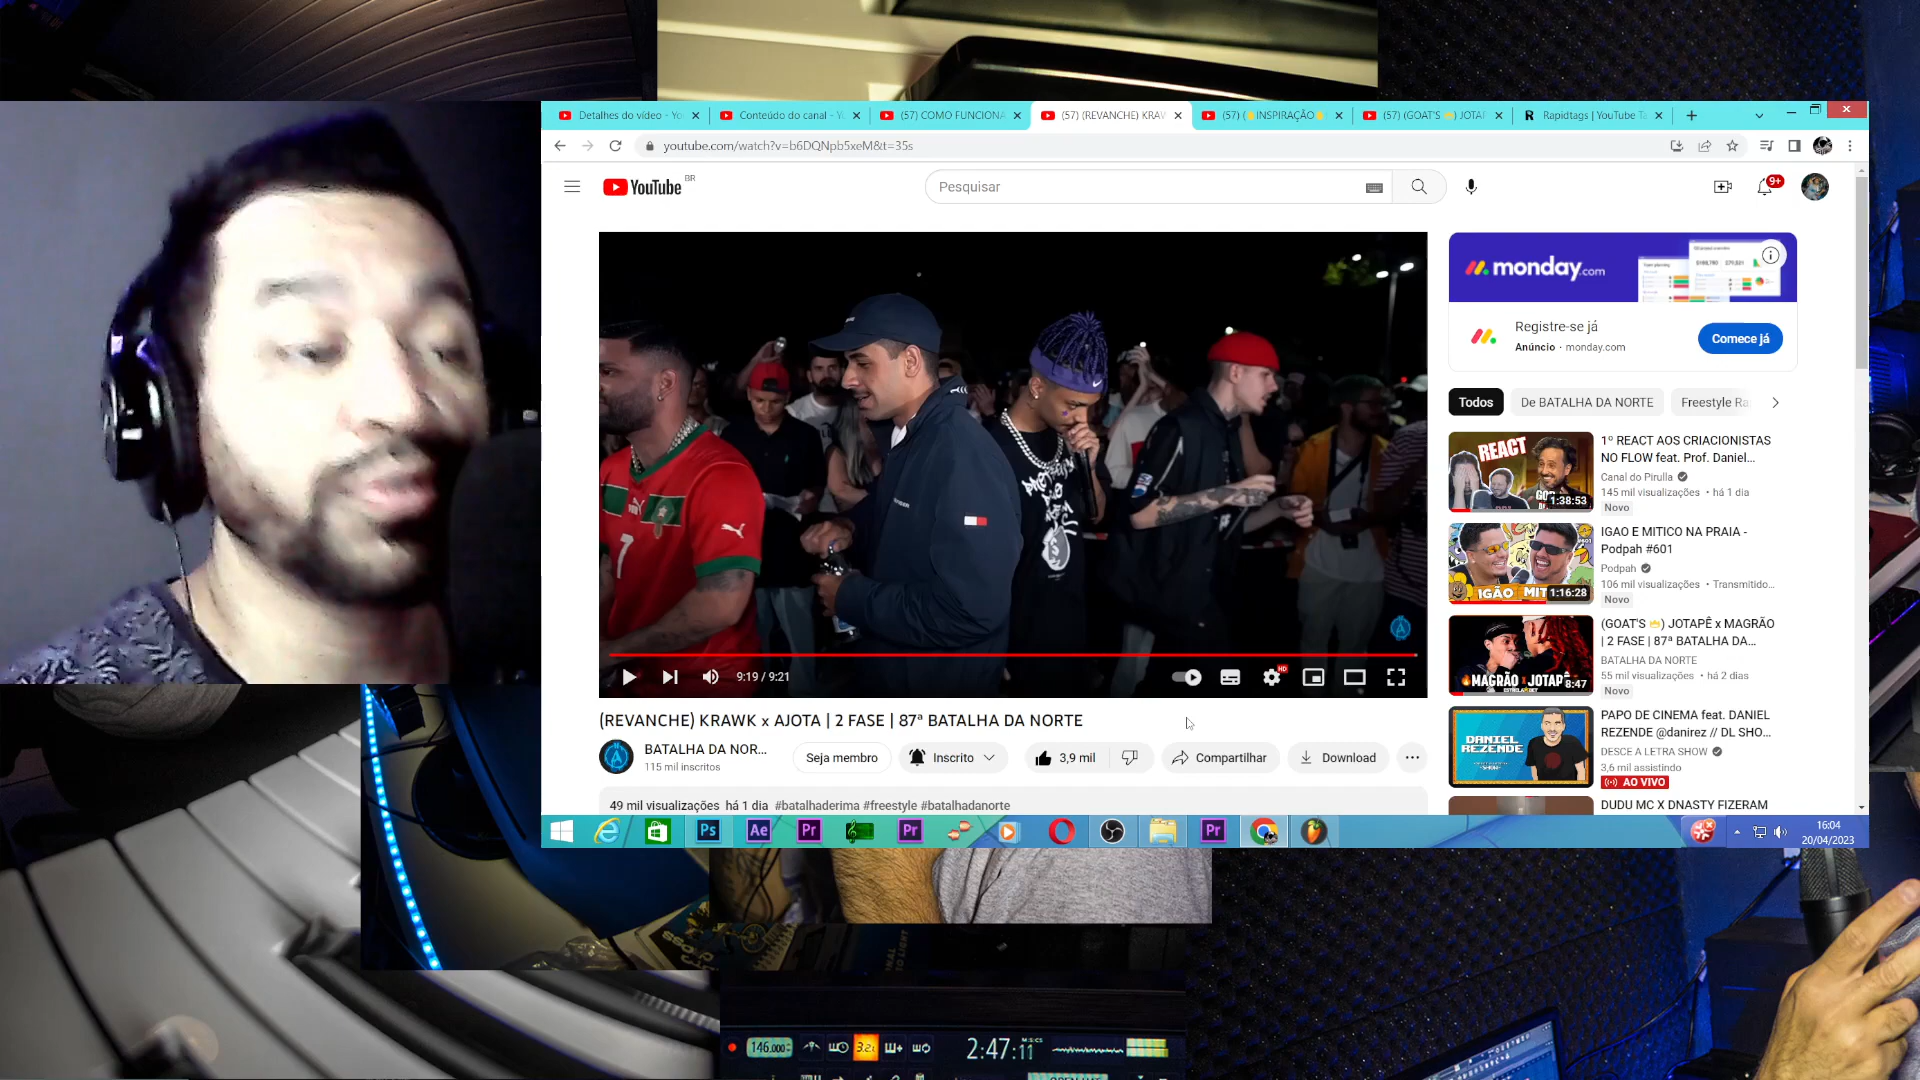 Detalhes do vídeo - Yo
Conteúdo do canal - Y
(57) COMO FUNCIONA
(57) (REVANCHE) KRAW
(57) (🌟INSPIRAÇÃO🌟
(57) (GOAT'S 👑) JOTAP
Rapidtags | YouTube Ta
youtube.com/watch?v=b6DQNpb5xeM&t=35s
YouTube BR
Pesquisar
9+
7
9:19 / 9:21
HD
(REVANCHE) KRAWK x AJOTA | 2 FASE | 87ª BATALHA DA NORTE
BATALHA DA NOR...
115 mil inscritos
Seja membro
Inscrito
3,9 mil
Compartilhar
Download
49 mil visualizações há 1 dia #batalhaderima #freestyle #batalhadanorte
monday.com
Registre-se já
Anúncio · monday.com
Comece já
Todos
De BATALHA DA NORTE
Freestyle Ra
REACT
1:38:53
1º REACT AOS CRIACIONISTAS
NO FLOW feat. Prof. Daniel...
Canal do Pirulla
145 mil visualizações • há 1 dia
Novo
IGÃO MIT
1:16:28
IGAO E MITICO NA PRAIA -
Podpah #601
Podpah
106 mil visualizações • Transmitido...
Novo
MAGRÃO x JOTAPÊ
8:47
(GOAT'S 👑) JOTAPÊ x MAGRÃO
| 2 FASE | 87ª BATALHA DA...
BATALHA DA NORTE
55 mil visualizações • há 2 dias
Novo
DANIEL
REZENDE
PAPO DE CINEMA feat. DANIEL
REZENDE @danirez // DL SHO...
DESCE A LETRA SHOW
3,6 mil assistindo
AO VIVO
DUDU MC X DNASTY FIZERAM
Ps
Ae
Pr
Pr
Pr
16:04
20/04/2023
146.000
3.2
2:47:11